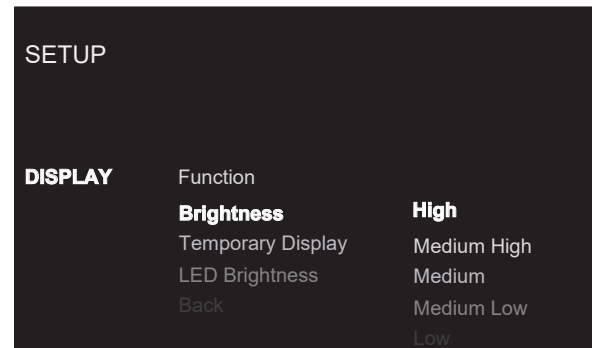 SETUP
DISPLAY
Function
Brightness
High
Temporary Display
Medium High
LED Brightness
Medium
Back
Medium Low
Low